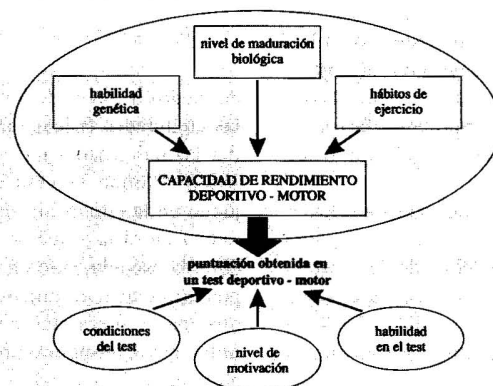 nivel de maduración
biológica
habilidad
genética
hábitos de
ejercicio
CAPACIDAD DE RENDIMIENTO
DEPORTIVO - MOTOR
puntuación obtenida en
un test deportivo - motor
condiciones
del test
nivel de
motivación
habilidad
en el test